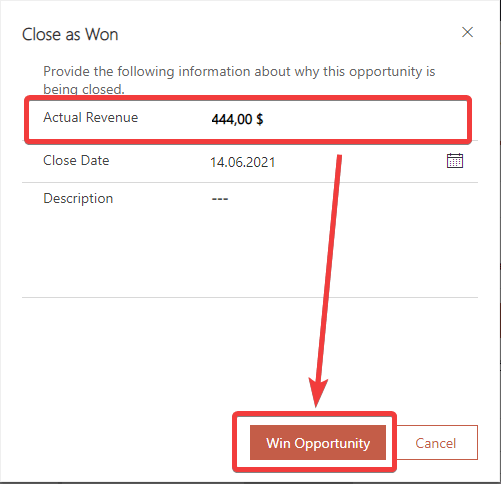 Close as Won
Provide the following information about why this opportunity is
being closed.
Actual Revenue 444,00 $
Close Date 14.06.2021
Description ---
Win Opportunity Cancel